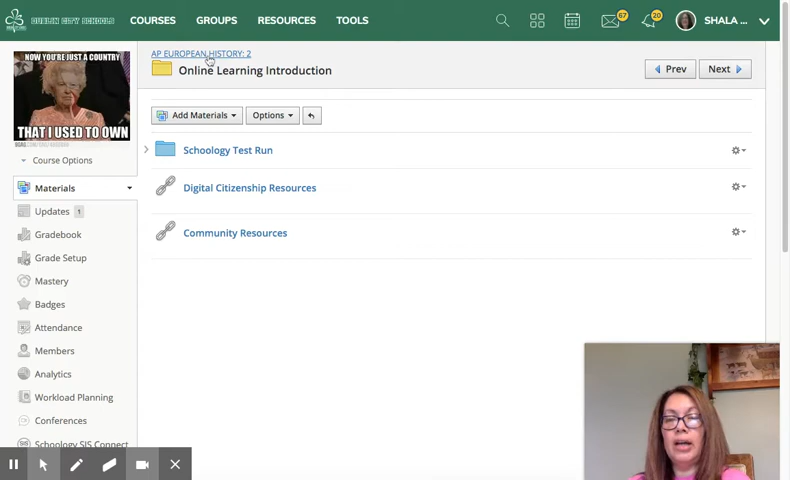 DUBLIN CITY SCHOOLS
COURSES GROUPS RESOURCES TOOLS
67
20
SHALA ...
NOW YOU'RE JUST A COUNTRY
THAT I USED TO OWN
AP EUROPEAN HISTORY: 2
Online Learning Introduction
Prev Next
Course Options
Add Materials Options
Materials
Updates 1
Gradebook
Grade Setup
Mastery
Badges
Attendance
Members
Analytics
Workload Planning
Conferences
Schoology SIS Connect
Schoology Test Run
Digital Citizenship Resources
Community Resources